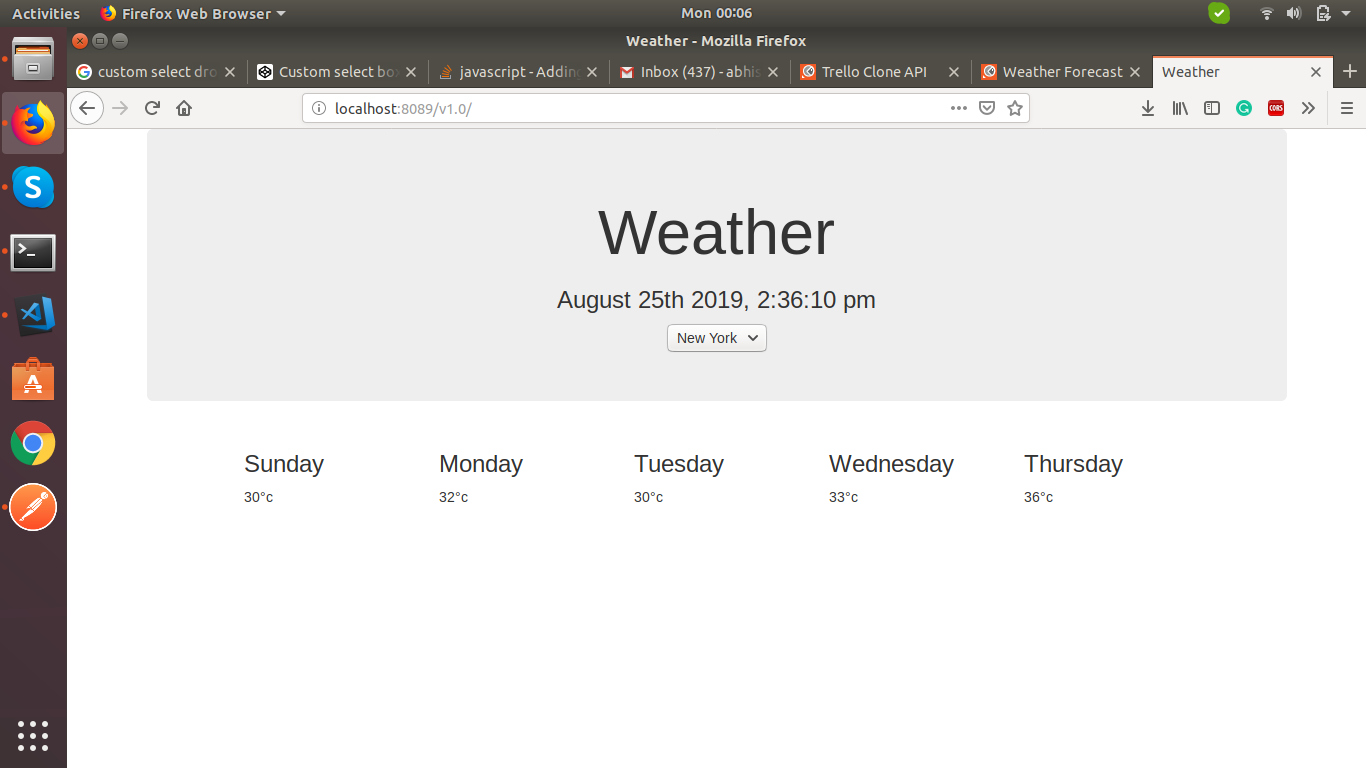 Activities Firefox Web Browser Mon 00:06
Weather - Mozilla Firefox
custom select dro Custom select box javascript - Adding Inbox (437) - abhis Trello Clone API Weather Forecast Weather
localhost:8089/v1.0/
CORS
Weather
August 25th 2019, 2:36:10 pm
New York
Sunday Monday Tuesday Wednesday Thursday
30°c 32°c 30°c 33°c 36°c